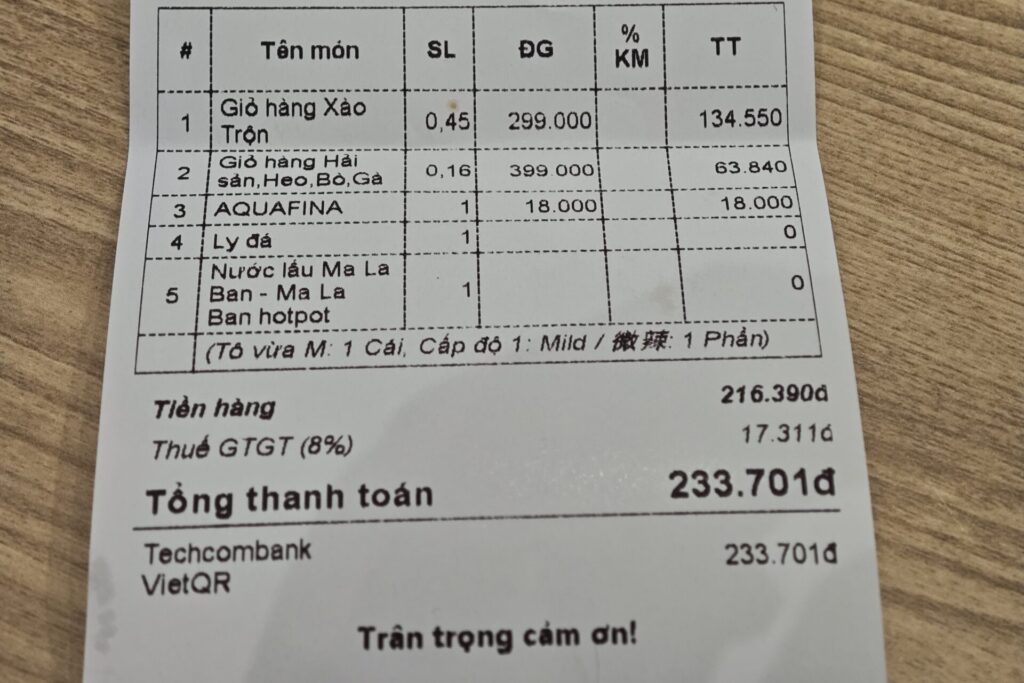 # Tên món SL ĐG % KM TT
1 Giỏ hàng Xào Trộn 0,45 299.000 134.550
2 Giỏ hàng Hải sản,Heo,Bò,Gà 0,16 399.000 63.840
3 AQUAFINA 1 18.000 18.000
4 Ly đá 1 0
5 Nước lẩu Ma La Ban - Ma La Ban hotpot 1 0
(Tô vừa M: 1 Cái, Cấp độ 1: Mild / 微辣: 1 Phần)
Tiền hàng 216.390đ
Thuế GTGT (8%) 17.311đ
Tổng thanh toán 233.701đ
Techcombank 233.701đ
VietQR
Trân trọng cảm ơn!